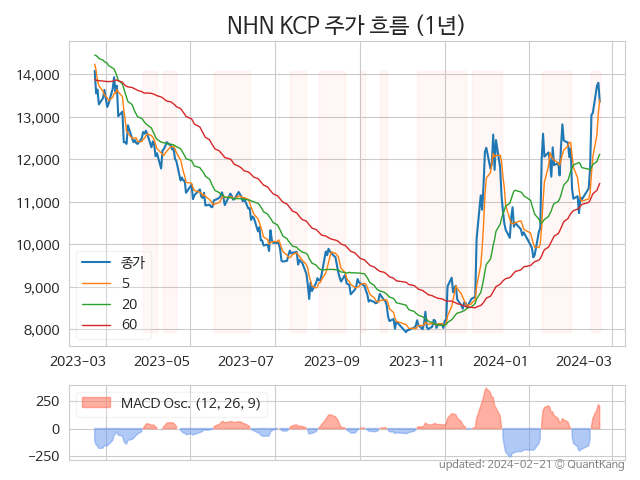 NHN KCP 주가 흐름 (1년)
14,000
13,000
12,000
11,000
10,000
9,000
8,000
종가
5
20
60
2023-03 2023-05 2023-07 2023-09 2023-11 2024-01 2024-03
250
0
−250
MACD Osc. (12, 26, 9)
updated: 2024-02-21 © QuantKang